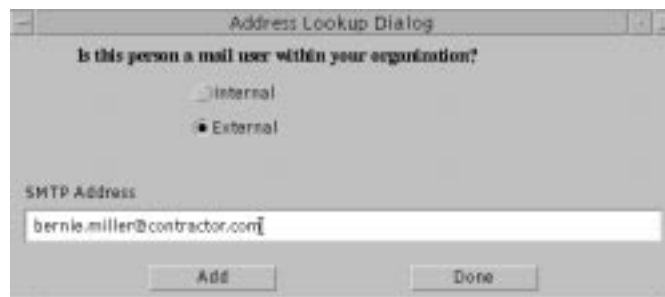 Address Lookup Dialog
Is this person a mail user within your organization?
Internal
External
SMTP Address
bernie.miller@contractor.com
Add Done